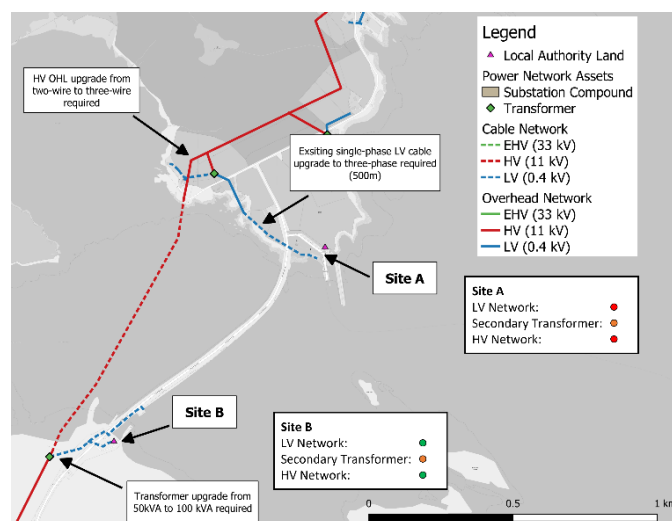 HV OHL upgrade from
two-wire to three-wire
required
Exsiting single-phase LV cable
upgrade to three-phase required
(500m)
Site A
Site B
Transformer upgrade from
50kVA to 100 kVA required
Legend
Local Authority Land
Power Network Assets
Substation Compound
Transformer
Cable Network
EHV (33 kV)
HV (11 kV)
LV (0.4 kV)
Overhead Network
EHV (33 kV)
HV (11 kV)
LV (0.4 kV)
Site A
LV Network:
Secondary Transformer:
HV Network:
Site B
LV Network:
Secondary Transformer:
HV Network:
0 0.5 1 km